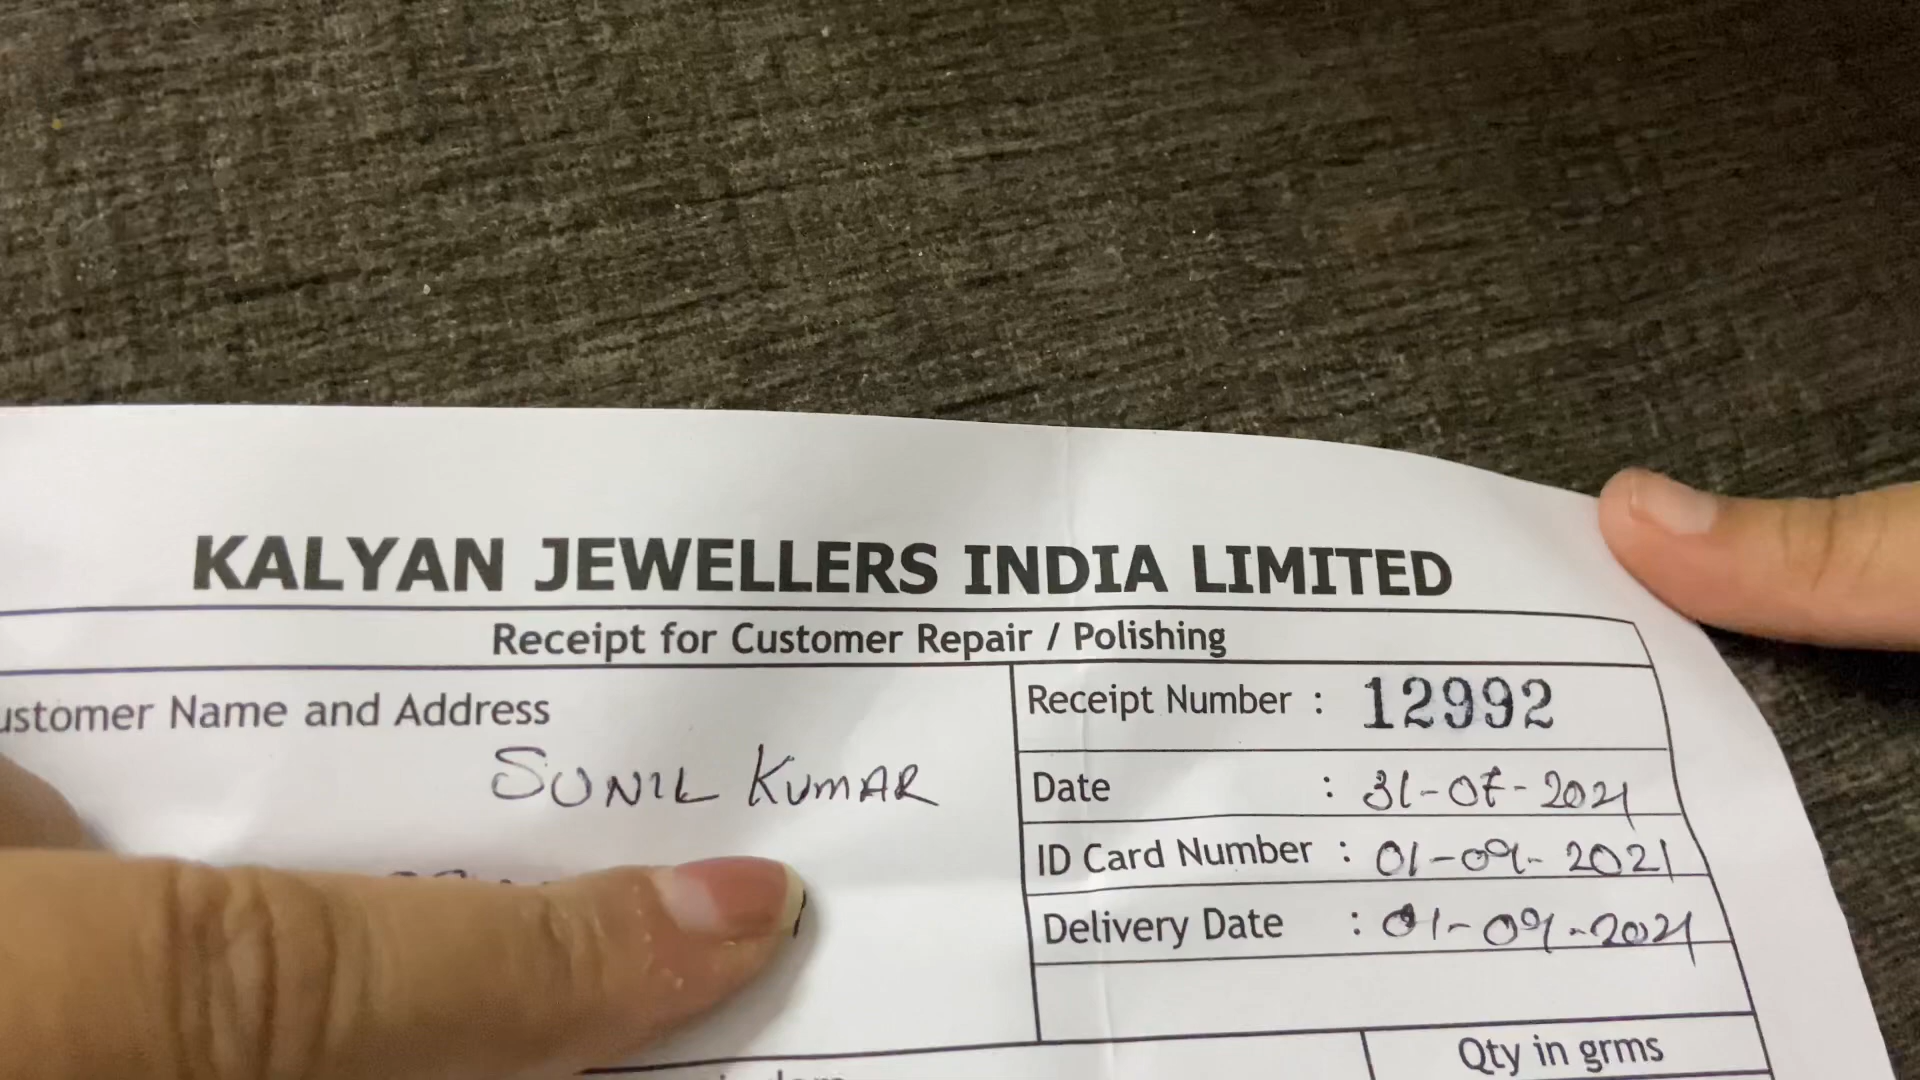 KALYAN JEWELLERS INDIA LIMITED
Receipt for Customer Repair / Polishing
ustomer Name and Address
SUNIL KUMAR
Receipt Number : 12992
Date : 31-07-2021
ID Card Number : 01-09-2021
Delivery Date : 01-09-2021
Qty in grms